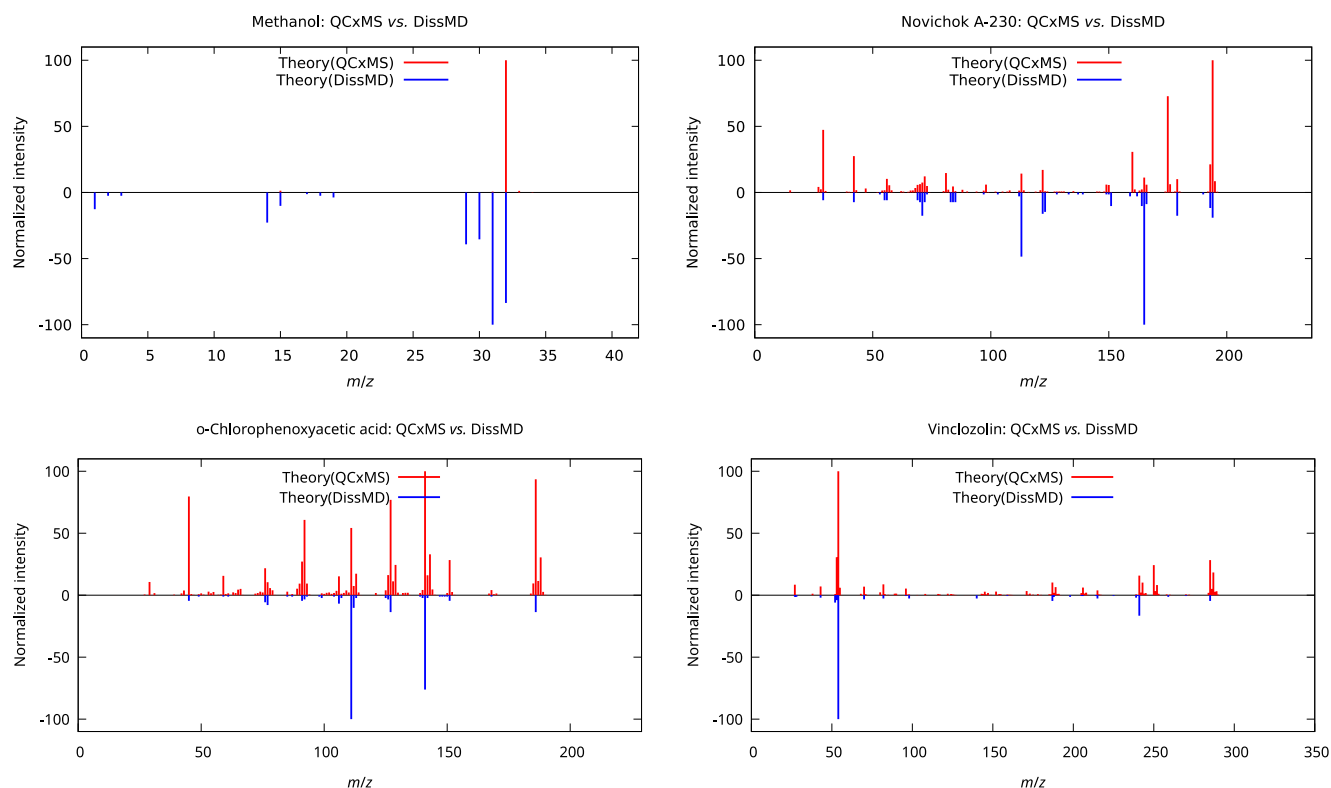 Methanol: QCxMS vs. DissMD
Theory(QCxMS)
Theory(DissMD)
Normalized intensity
100
50
0
-50
-100
0 5 10 15 20 25 30 35 40
m/z
Novichok A-230: QCxMS vs. DissMD
Theory(QCxMS)
Theory(DissMD)
Normalized intensity
100
50
0
-50
-100
0 50 100 150 200
m/z
o-Chlorophenoxyacetic acid: QCxMS vs. DissMD
Theory(QCxMS)
Theory(DissMD)
Normalized intensity
100
50
0
-50
-100
0 50 100 150 200
m/z
Vinclozolin: QCxMS vs. DissMD
Theory(QCxMS)
Theory(DissMD)
Normalized intensity
100
50
0
-50
-100
0 50 100 150 200 250 300 350
m/z